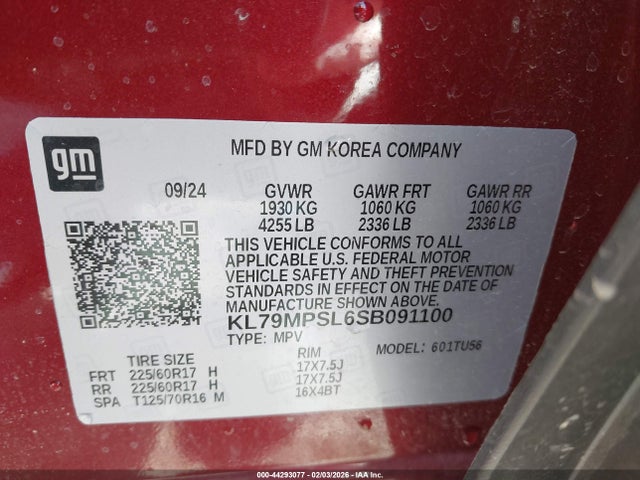 gm
MFD BY GM KOREA COMPANY
09/24 GVWR GAWR FRT GAWR RR
1930 KG 1060 KG 1060 KG
4255 LB 2336 LB 2336 LB
THIS VEHICLE CONFORMS TO ALL
APPLICABLE U.S. FEDERAL MOTOR
VEHICLE SAFETY AND THEFT PREVENTION
STANDARDS IN EFFECT ON THE DATE OF
MANUFACTURE SHOWN ABOVE.
KL79MPSL6SB091100
TYPE: MPV MODEL: 601TU56
TIRE SIZE RIM
FRT 225/60R17 H 17X7.5J
RR 225/60R17 H 17X7.5J
SPA T125/70R16 M 16X4BT
000-44293077 - 02/03/2026 - IAA Inc.